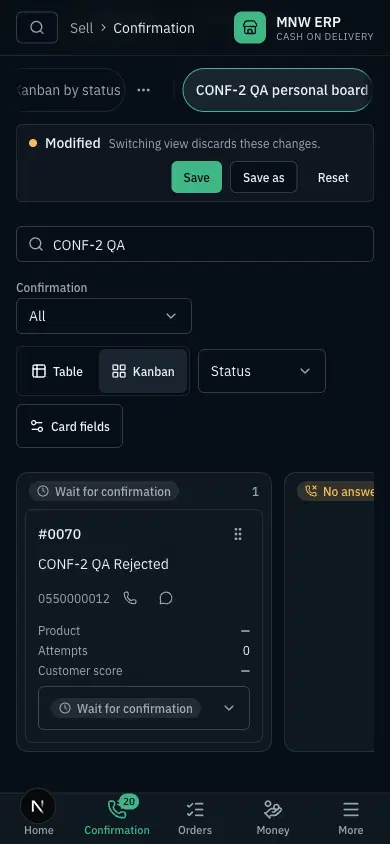 Sell > Confirmation
MNW ERP
CASH ON DELIVERY
anban by status
CONF-2 QA personal board
Modified Switching view discards these changes.
Save Save as Reset
CONF-2 QA
Confirmation
All
Table Kanban Status
Card fields
Wait for confirmation 1
No answe
#0070
CONF-2 QA Rejected
0550000012
Product –
Attempts 0
Customer score –
Wait for confirmation
N
20
Home Confirmation Orders Money More